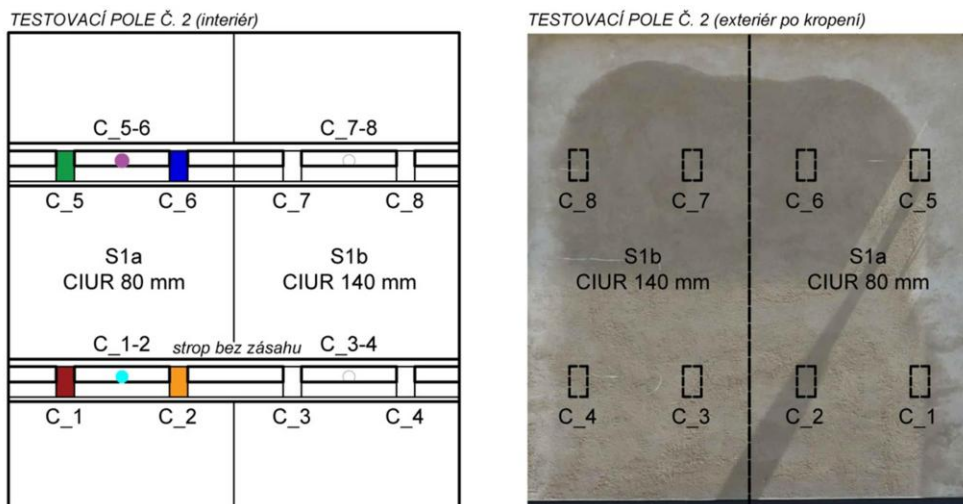 TESTOVACÍ POLE Č. 2 (interiér)
C_5-6 C_7-8
C_5 C_6 C_7 C_8
S1a S1b
CIUR 80 mm CIUR 140 mm
C_1-2 strop bez zásahu C_3-4
C_1 C_2 C_3 C_4
TESTOVACÍ POLE Č. 2 (exteriér po kropení)
C_8 C_7 C_6 C_5
S1b S1a
CIUR 140 mm CIUR 80 mm
C_4 C_3 C_2 C_1